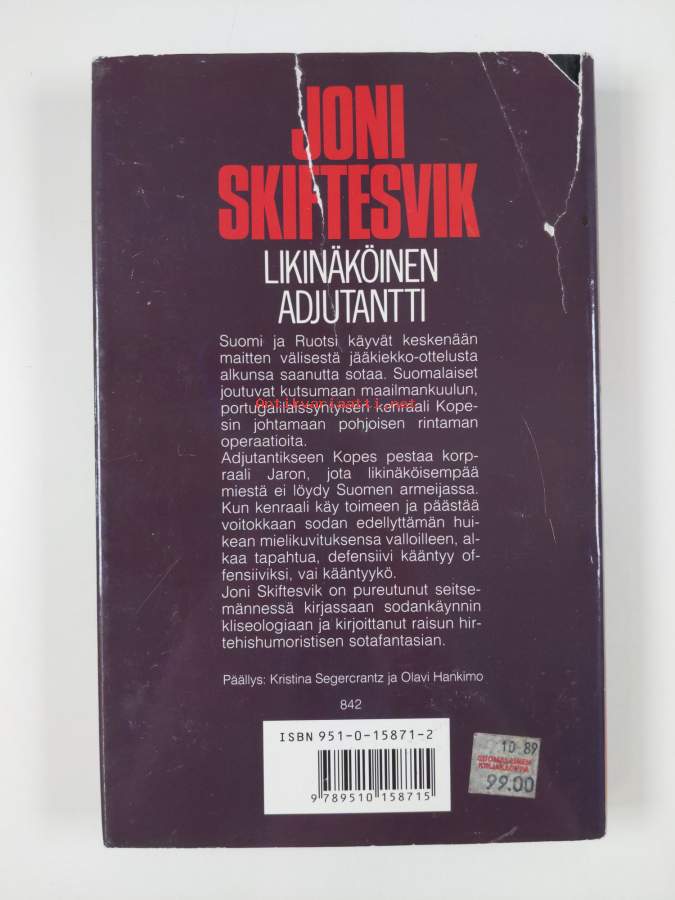 JONI
SKIFTESVIK
LIKINÄKÖINEN
ADJUTANTTI
Suomi ja Ruotsi käyvät keskenään
maitten välisestä jääkiekko-ottelusta
alkunsa saanutta sotaa. Suomalaiset
joutuvat kutsumaan maailmankuulun,
Antikvariaatti.net
portugalilaissyntyisen kenraali Kope-
sin johtamaan pohjoisen rintaman
operaatioita.
Adjutantikseen Kopes pestaa korp-
raali Jaron, jota likinäköisempää
miestä ei löydy Suomen armeijassa.
Kun kenraali käy toimeen ja päästää
voitokkaan sodan edellyttämän hui-
kean mielikuvituksensa valloilleen, al-
kaa tapahtua, defensiivi kääntyy of-
fensiiviksi, vai kääntyykö.
Joni Skiftesvik on pureutunut seitse-
männessä kirjassaan sodankäynnin
kliseologiaan ja kirjoittanut raisun hir-
tehishumoristisen sotafantasian.
Päällys: Kristina Segercrantz ja Olavi Hankimo
842
ISBN 951-0-15871-2
9 789510 158715
10 89
99.00